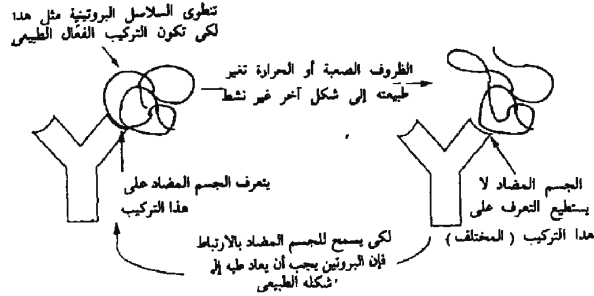 تنطوى السلاسل البروتينية مثل هذا
لكى تكون التركيب الفعال الطبيعى
الظروف الصعبة أو الحرارة تغير
طبيعته إلى شكل آخر غير نشط
يتعرف الجسم المضاد على
هذا التركيب
الجسم المضاد لا
يستطيع التعرف على
هذا التركيب ( المختلف )
لكى يسمح للجسم المضاد بالارتباط
فإن البروتين يجب أن يعاد طيه إلى
شكله الطبيعى